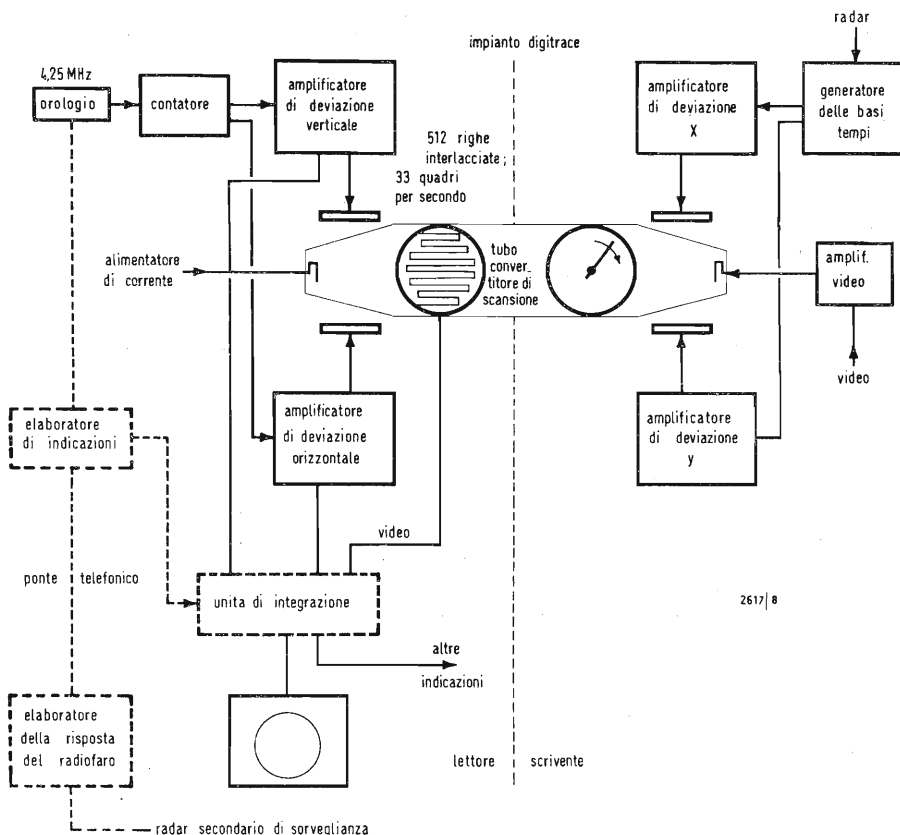 radar
impianto digitrace
4,25 MHz
orologio
contatore
amplificatore
di deviazione
verticale
amplificatore
di deviazione
X
generatore
delle basi
tempi
512 righe
interlacciate;
33 quadri
per secondo
alimentatore
di corrente
tubo
conver_
titore di
scansione
amplif.
video
video
elaboratore
di indicazioni
amplificatore
di deviazione
orizzontale
amplificatore
di deviazione
y
video
ponte telefonico
unita di integrazione
2617/8
altre
indicazioni
elaboratore
della risposta
del radiofaro
lettore
scrivente
radar secondario di sorveglianza